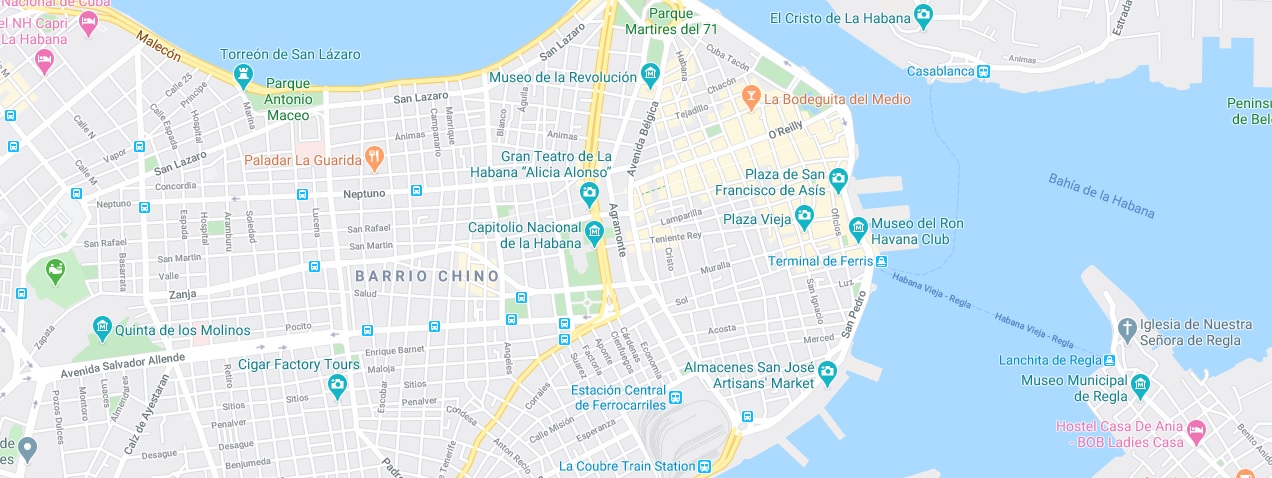 Nacional de Cuba
el NH Capri
La Habana
Malecón
Torreón de San Lázaro
Parque
Antonio
Maceo
San Lazaro
Parque
Martires del 71
Museo de la Revolución
El Cristo de La Habana
Casablanca
Estrada
Animas
Peninsu
de Bel
Cuba Tacón
Habana
Chacón
Tejadillo
La Bodeguita del Medio
O'Reilly
Avenida Bélgica
Calle 25
Principe
Calle Espada
Hospital
Marina
Calle N
Vapor
Calle M
San Lazaro
Concordia
San Lazaro
Ánimas
Campanario
Manrique
Blanco
Águila
Animas
Paladar La Guarida
Neptuno
Neptuno
Gran Teatro de La
Habana “Alicia Alonso”
Capitolio Nacional
de la Habana
Agramonte
Plaza de San
Francisco de Asís
Plaza Vieja
Lamparilla
Teniente Rey
Cristo
Muralla
Sol
Oficios
Museo del Ron
Havana Club
Terminal de Ferris
Luz
San Ignacio
San Pedro
Acosta
Merced
Bahía de la Habana
Habana Vieja - Regla
Habana Vieja - Regla
San Rafael
San Martin
Valle
Basarrata
Espada
Hospital
Aramburu
Soledad
Lucena
San Rafael
San Martin
BARRIO CHINO
Salud
Zanja
Zapata
Quinta de los Molinos
Pocito
Avenida Salvador Allende
Enrique Barnet
Maloja
Sitios
Angeles
Cigar Factory Tours
Retiro
Sitios
Sitios
Penalver
Penalver
Escobar
Desague
Desague
Benjumeda
Pozos Dulces
Luaces
Almendares
Calz de Ayestaran
Padre
Condesa
Corrales
Tenerife
Anton Recio
Calle Misión
Esperanza
Suarez
Factoria
Aponte
Cienfuegos
Cárdenas
Economia
Estación Central
de Ferrocarriles
La Coubre Train Station
Almacenes San José
Artisans' Market
Iglesia de Nuestra
Señora de Regla
Lanchita de Regla
Museo Municipal
de Regla
Hostel Casa De Ania
- BOB Ladies Casa
Benito Anido
de
es